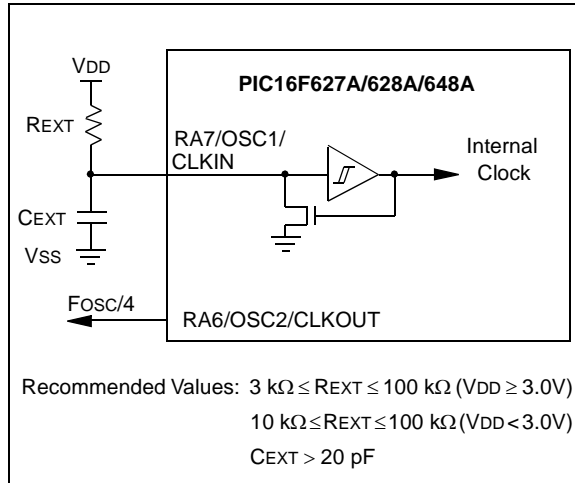 VDD
PIC16F627A/628A/648A
REXT
RA7/OSC1/
CLKIN
Internal
Clock
CEXT
VSS
FOSC/4
RA6/OSC2/CLKOUT
Recommended Values: 3 kΩ ≤ REXT ≤ 100 kΩ (VDD ≥ 3.0V)
10 kΩ ≤ REXT ≤ 100 kΩ (VDD < 3.0V)
CEXT > 20 pF